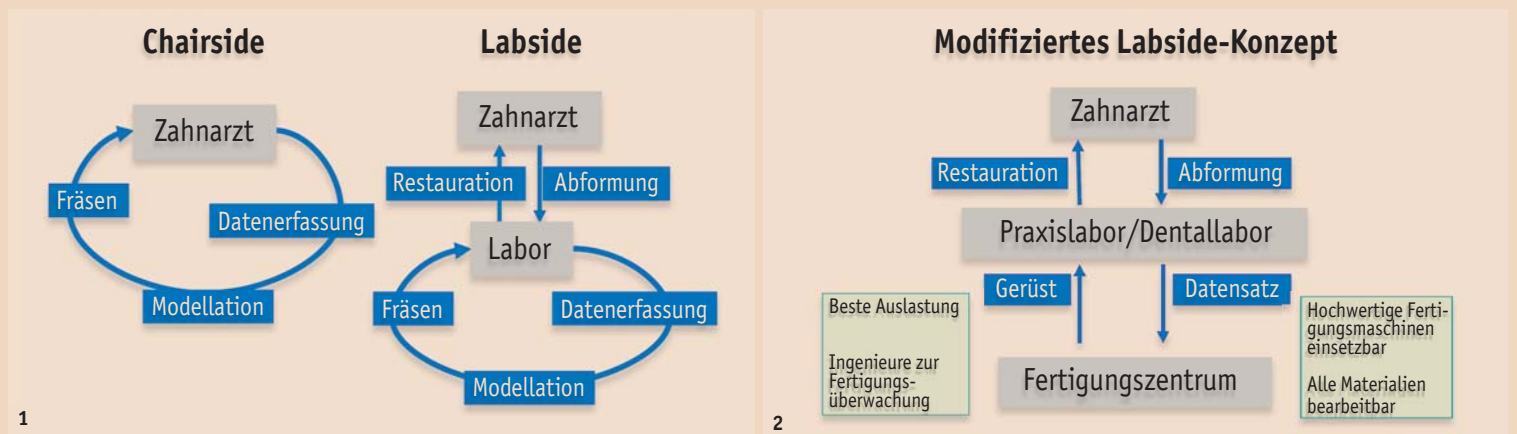 Chairside
Zahnarzt
Fräsen
Datenerfassung
Modellation
Labside
Zahnarzt
Restauration
Abformung
Labor
Fräsen
Datenerfassung
Modellation
1
Modifiziertes Labside-Konzept
Zahnarzt
Restauration
Abformung
Praxislabor/Dentallabor
Gerüst
Datensatz
Beste Auslastung
Ingenieure zur
Fertigungs-
überwachung
Fertigungszentrum
Hochwertige Ferti-
gungsmaschinen
einsetzbar
Alle Materialien
bearbeitbar
2